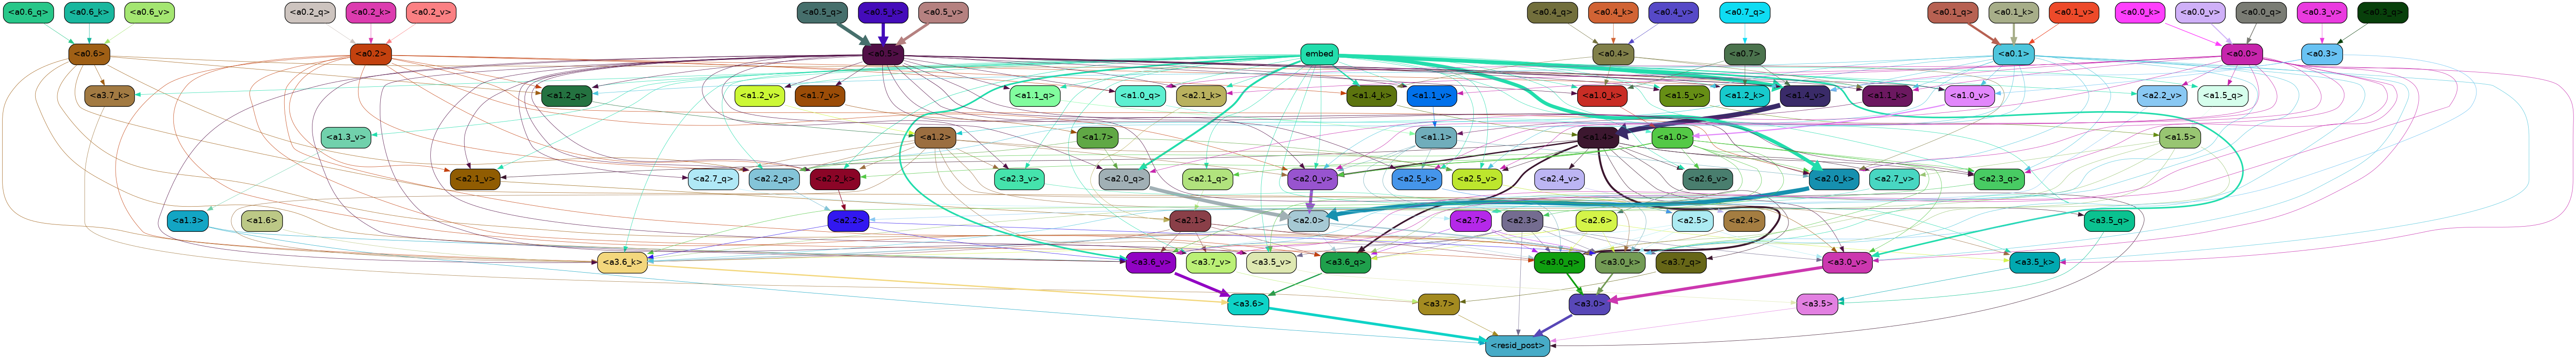 <a0.6_q> <a0.6_k> <a0.6_v> <a0.2_q> <a0.2_k> <a0.2_v> <a0.5_q> <a0.5_k> <a0.5_v> <a0.4_q> <a0.4_k> <a0.4_v> <a0.7_q> <a0.1_q> <a0.1_k> <a0.1_v> <a0.0_k> <a0.0_v> <a0.0_q> <a0.3_v> <a0.3_q>
<a0.6> <a0.2> <a0.5> embed <a0.4> <a0.7> <a0.1> <a0.0> <a0.3>
<a3.7_k> <a1.2_q> <a1.2_v> <a1.7_v> <a1.1_q> <a1.0_q> <a2.1_k> <a1.4_k> <a1.1_v> <a1.0_k> <a1.5_v> <a1.2_k> <a1.4_v> <a1.1_k> <a1.0_v> <a2.2_v> <a1.5_q>
<a1.3_v> <a1.2> <a1.7> <a1.1> <a1.4> <a1.0> <a1.5>
<a2.1_v> <a2.7_q> <a2.2_q> <a2.2_k> <a2.3_v> <a2.0_q> <a2.1_q> <a2.0_v> <a2.5_k> <a2.5_v> <a2.4_v> <a2.6_v> <a2.0_k> <a2.7_v> <a2.3_q>
<a1.3> <a1.6> <a2.2> <a2.1> <a2.0> <a2.7> <a2.3> <a2.6> <a2.5> <a2.4> <a3.5_q>
<a3.6_k> <a3.6_v> <a3.7_v> <a3.5_v> <a3.6_q> <a3.0_q> <a3.0_k> <a3.7_q> <a3.0_v> <a3.5_k>
<a3.6> <a3.7> <a3.0> <a3.5>
<resid_post>